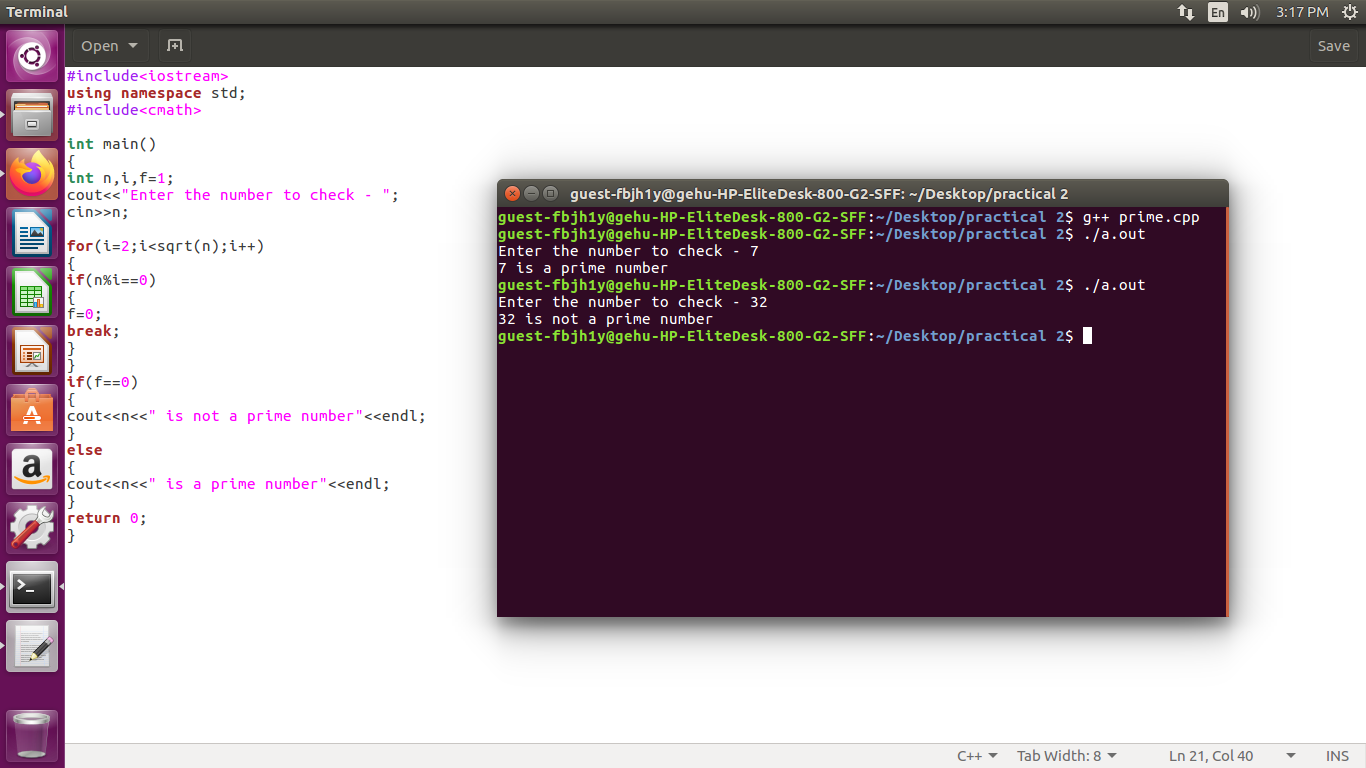 Terminal
En
3:17 PM
Open
Save
#include<iostream>
using namespace std;
#include<cmath>
int main()
{
int n,i,f=1;
cout<<"Enter the number to check - ";
cin>>n;
for(i=2;i<sqrt(n);i++)
{
if(n%i==0)
{
f=0;
break;
}
}
if(f==0)
{
cout<<n<<" is not a prime number"<<endl;
}
else
{
cout<<n<<" is a prime number"<<endl;
}
return 0;
}
guest-fbjh1y@gehu-HP-EliteDesk-800-G2-SFF: ~/Desktop/practical 2
guest-fbjh1y@gehu-HP-EliteDesk-800-G2-SFF:~/Desktop/practical 2$ g++ prime.cpp
guest-fbjh1y@gehu-HP-EliteDesk-800-G2-SFF:~/Desktop/practical 2$ ./a.out
Enter the number to check - 7
7 is a prime number
guest-fbjh1y@gehu-HP-EliteDesk-800-G2-SFF:~/Desktop/practical 2$ ./a.out
Enter the number to check - 32
32 is not a prime number
guest-fbjh1y@gehu-HP-EliteDesk-800-G2-SFF:~/Desktop/practical 2$
C++
Tab Width: 8
Ln 21, Col 40
INS